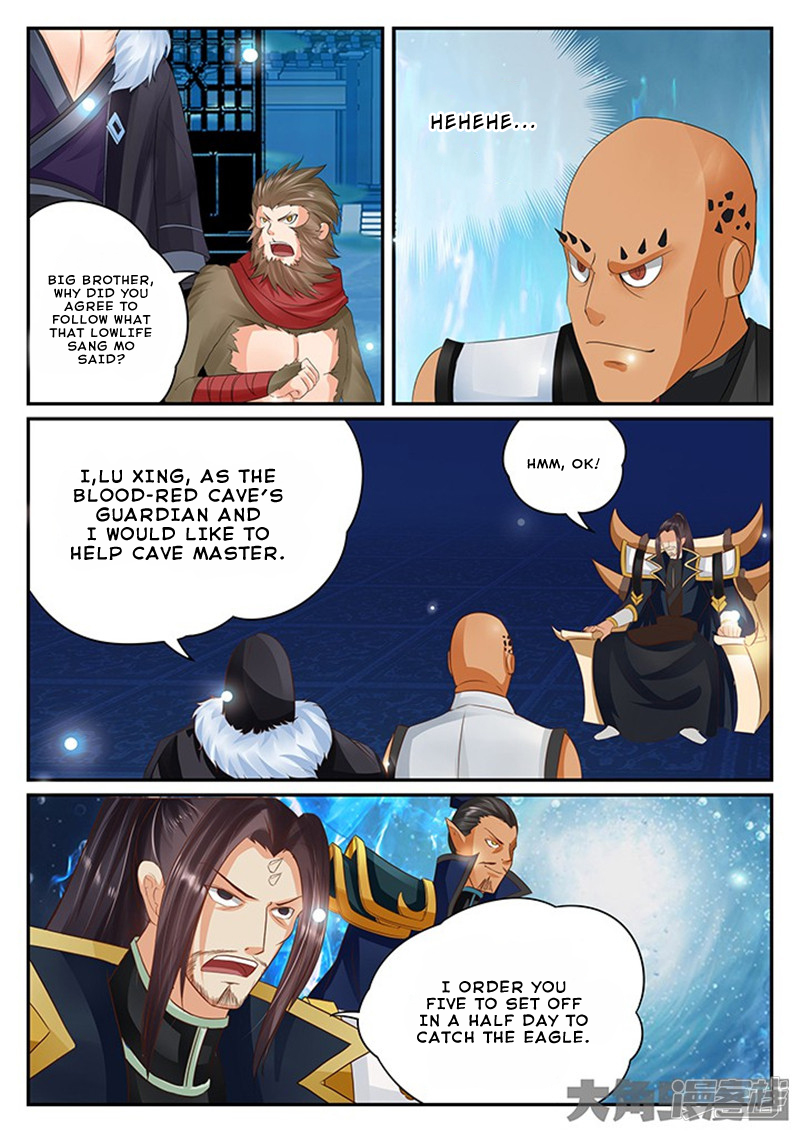 BIG BROTHER,
WHY DID YOU
AGREE TO
FOLLOW WHAT
THAT LOWLIFE
SANG MO
SAID?
HEHEHE...
I,LU XING, AS THE
BLOOD-RED CAVE'S
GUARDIAN AND
I WOULD LIKE TO
HELP CAVE MASTER.
HMM, OK!
I ORDER YOU
FIVE TO SET OFF
IN A HALF DAY TO
CATCH THE EAGLE.